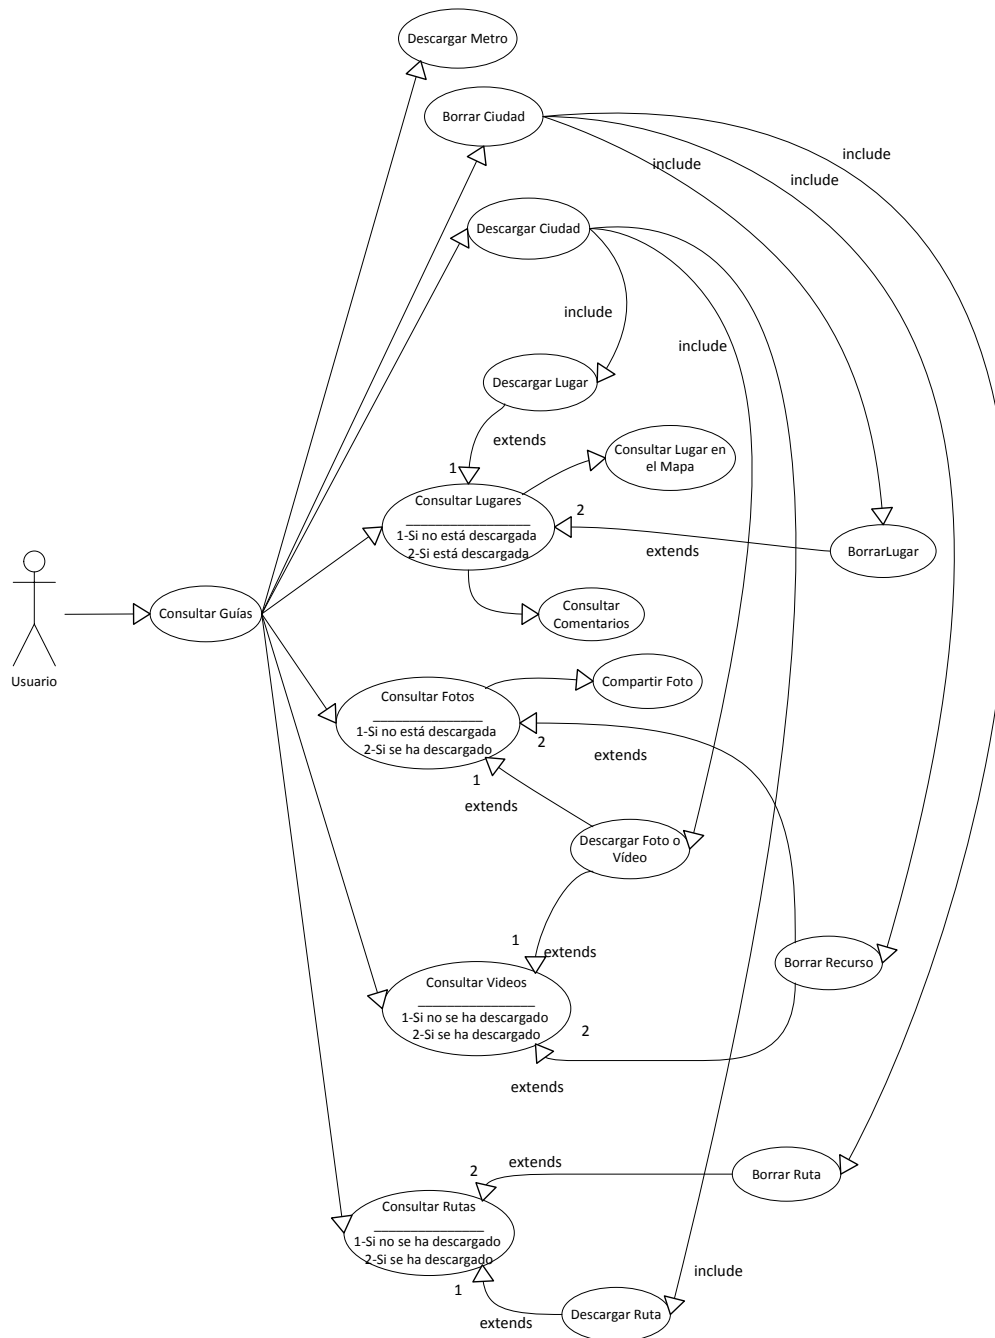 Descargar Metro
Borrar Ciudad
include
include
include
Descargar Ciudad
include
include
Descargar Lugar
extends
Consultar Lugar en
el Mapa
1
Consultar Lugares
1-Si no está descargada
2-Si está descargada
2
extends
BorrarLugar
Consultar Guías
Usuario
Consultar
Comentarios
Compartir Foto
Consultar Fotos
1-Si no está descargada
2-Si se ha descargado
2
extends
1
extends
Descargar Foto o
Vídeo
1
extends
Borrar Recurso
Consultar Videos
1-Si no se ha descargado
2-Si se ha descargado
2
extends
extends
2
Borrar Ruta
Consultar Rutas
1-Si no se ha descargado
2-Si se ha descargado
1
extends
include
Descargar Ruta